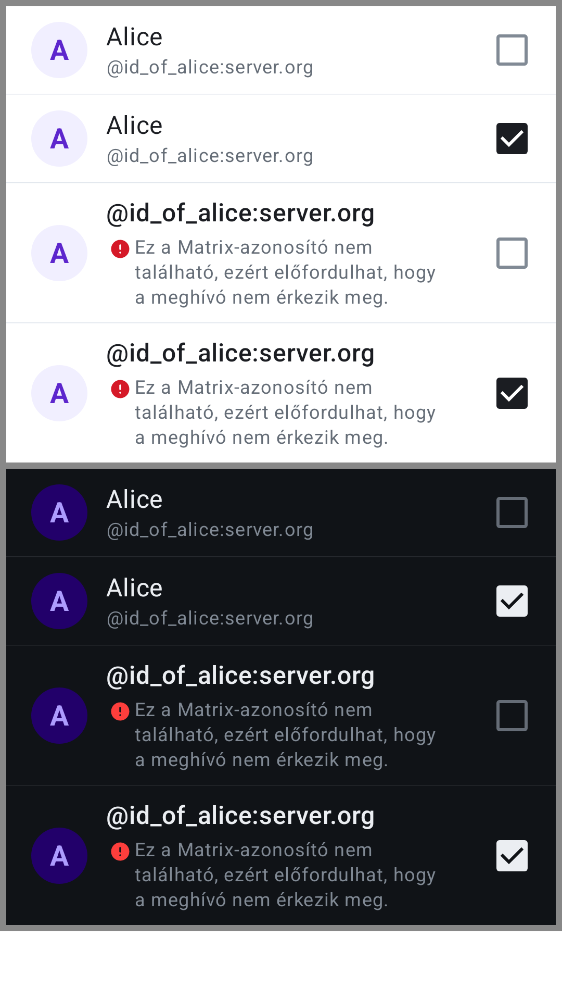 A
Alice
@id_of_alice:server.org
A
Alice
@id_of_alice:server.org
A
@id_of_alice:server.org
Ez a Matrix-azonosító nem
található, ezért előfordulhat, hogy
a meghívó nem érkezik meg.
A
@id_of_alice:server.org
Ez a Matrix-azonosító nem
található, ezért előfordulhat, hogy
a meghívó nem érkezik meg.
A
Alice
@id_of_alice:server.org
A
Alice
@id_of_alice:server.org
A
@id_of_alice:server.org
Ez a Matrix-azonosító nem
található, ezért előfordulhat, hogy
a meghívó nem érkezik meg.
A
@id_of_alice:server.org
Ez a Matrix-azonosító nem
található, ezért előfordulhat, hogy
a meghívó nem érkezik meg.